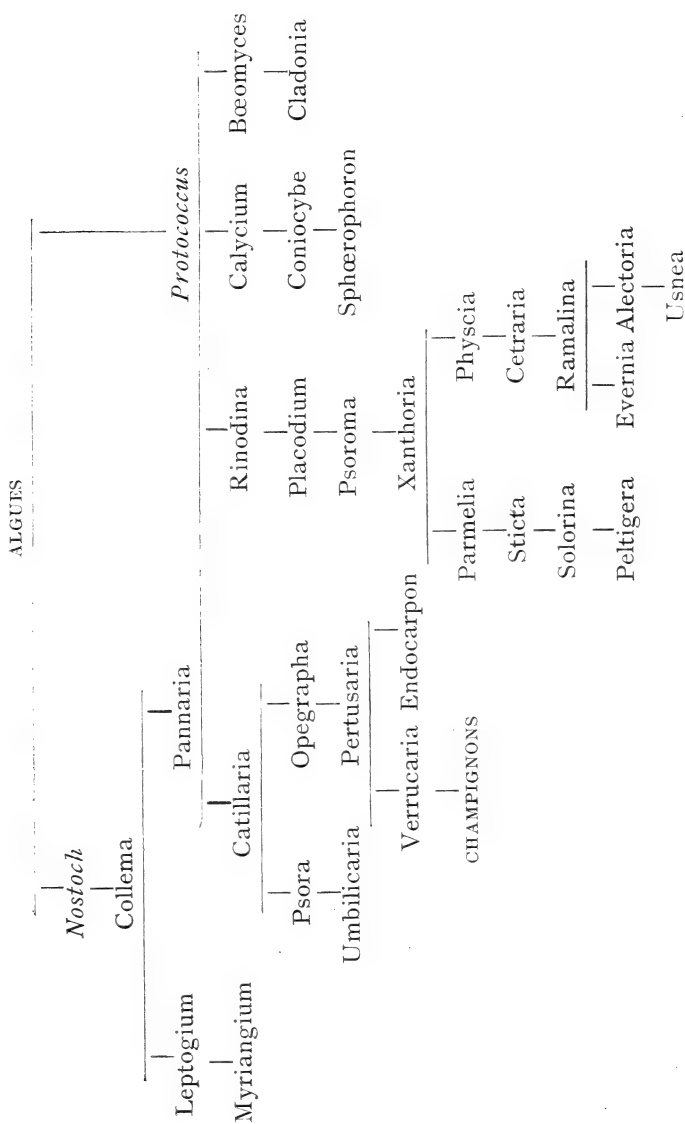 ALGUES
Nostoch
Collema
Leptogium Pannaria Protococcus
Myriangium Catillaria Rinodina Calycium Bœomyces
Psora Opegrapha Placodium Coniocybe Cladonia
Umbilicaria Pertusaria Psoroma Sphœrophoron
Verrucaria Endocarpon Xanthoria
CHAMPIGNONS Parmelia Physcia
Sticta Cetraria
Solorina Ramalina
Peltigera Evernia Alectoria
Usnea